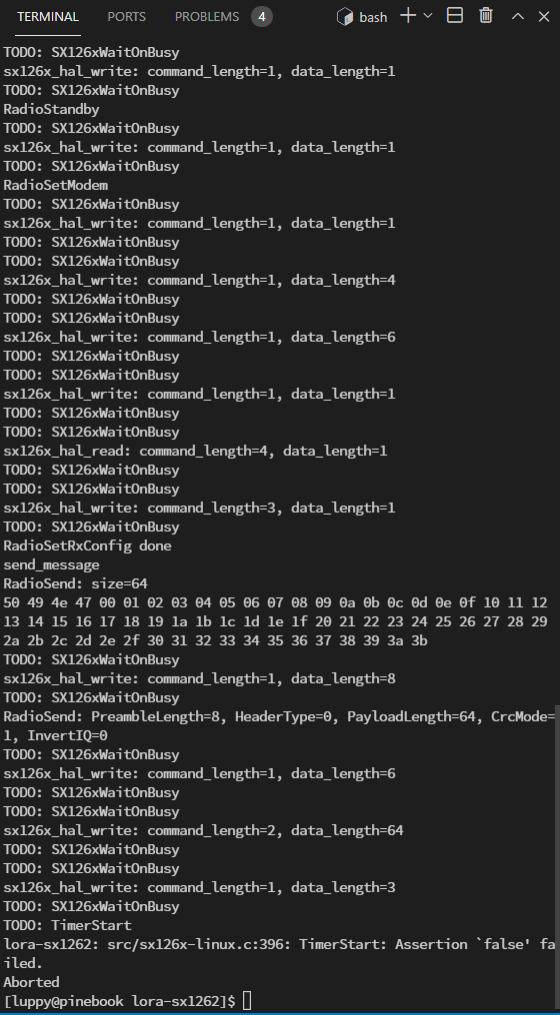 TERMINAL PORTS PROBLEMS 4 bash
TODO: SX126xWaitOnBusy
sx126x_hal_write: command_length=1, data_length=1
TODO: SX126xWaitOnBusy
RadioStandby
TODO: SX126xWaitOnBusy
sx126x_hal_write: command_length=1, data_length=1
TODO: SX126xWaitOnBusy
RadioSetModem
TODO: SX126xWaitOnBusy
sx126x_hal_write: command_length=1, data_length=1
TODO: SX126xWaitOnBusy
TODO: SX126xWaitOnBusy
sx126x_hal_write: command_length=1, data_length=4
TODO: SX126xWaitOnBusy
TODO: SX126xWaitOnBusy
sx126x_hal_write: command_length=1, data_length=6
TODO: SX126xWaitOnBusy
TODO: SX126xWaitOnBusy
sx126x_hal_write: command_length=1, data_length=1
TODO: SX126xWaitOnBusy
TODO: SX126xWaitOnBusy
sx126x_hal_read: command_length=4, data_length=1
TODO: SX126xWaitOnBusy
TODO: SX126xWaitOnBusy
sx126x_hal_write: command_length=3, data_length=1
TODO: SX126xWaitOnBusy
RadioSetRxConfig done
send_message
RadioSend: size=64
50 49 4e 47 00 01 02 03 04 05 06 07 08 09 0a 0b 0c 0d 0e 0f 10 11 12
13 14 15 16 17 18 19 1a 1b 1c 1d 1e 1f 20 21 22 23 24 25 26 27 28 29
2a 2b 2c 2d 2e 2f 30 31 32 33 34 35 36 37 38 39 3a 3b
TODO: SX126xWaitOnBusy
sx126x_hal_write: command_length=1, data_length=8
TODO: SX126xWaitOnBusy
RadioSend: PreambleLength=8, HeaderType=0, PayloadLength=64, CrcMode=
1, InvertIQ=0
TODO: SX126xWaitOnBusy
sx126x_hal_write: command_length=1, data_length=6
TODO: SX126xWaitOnBusy
TODO: SX126xWaitOnBusy
sx126x_hal_write: command_length=2, data_length=64
TODO: SX126xWaitOnBusy
TODO: SX126xWaitOnBusy
sx126x_hal_write: command_length=1, data_length=3
TODO: SX126xWaitOnBusy
TODO: TimerStart
lora-sx1262: src/sx126x-linux.c:396: TimerStart: Assertion `false' fa
iled.
Aborted
[luppy@pinebook lora-sx1262]$